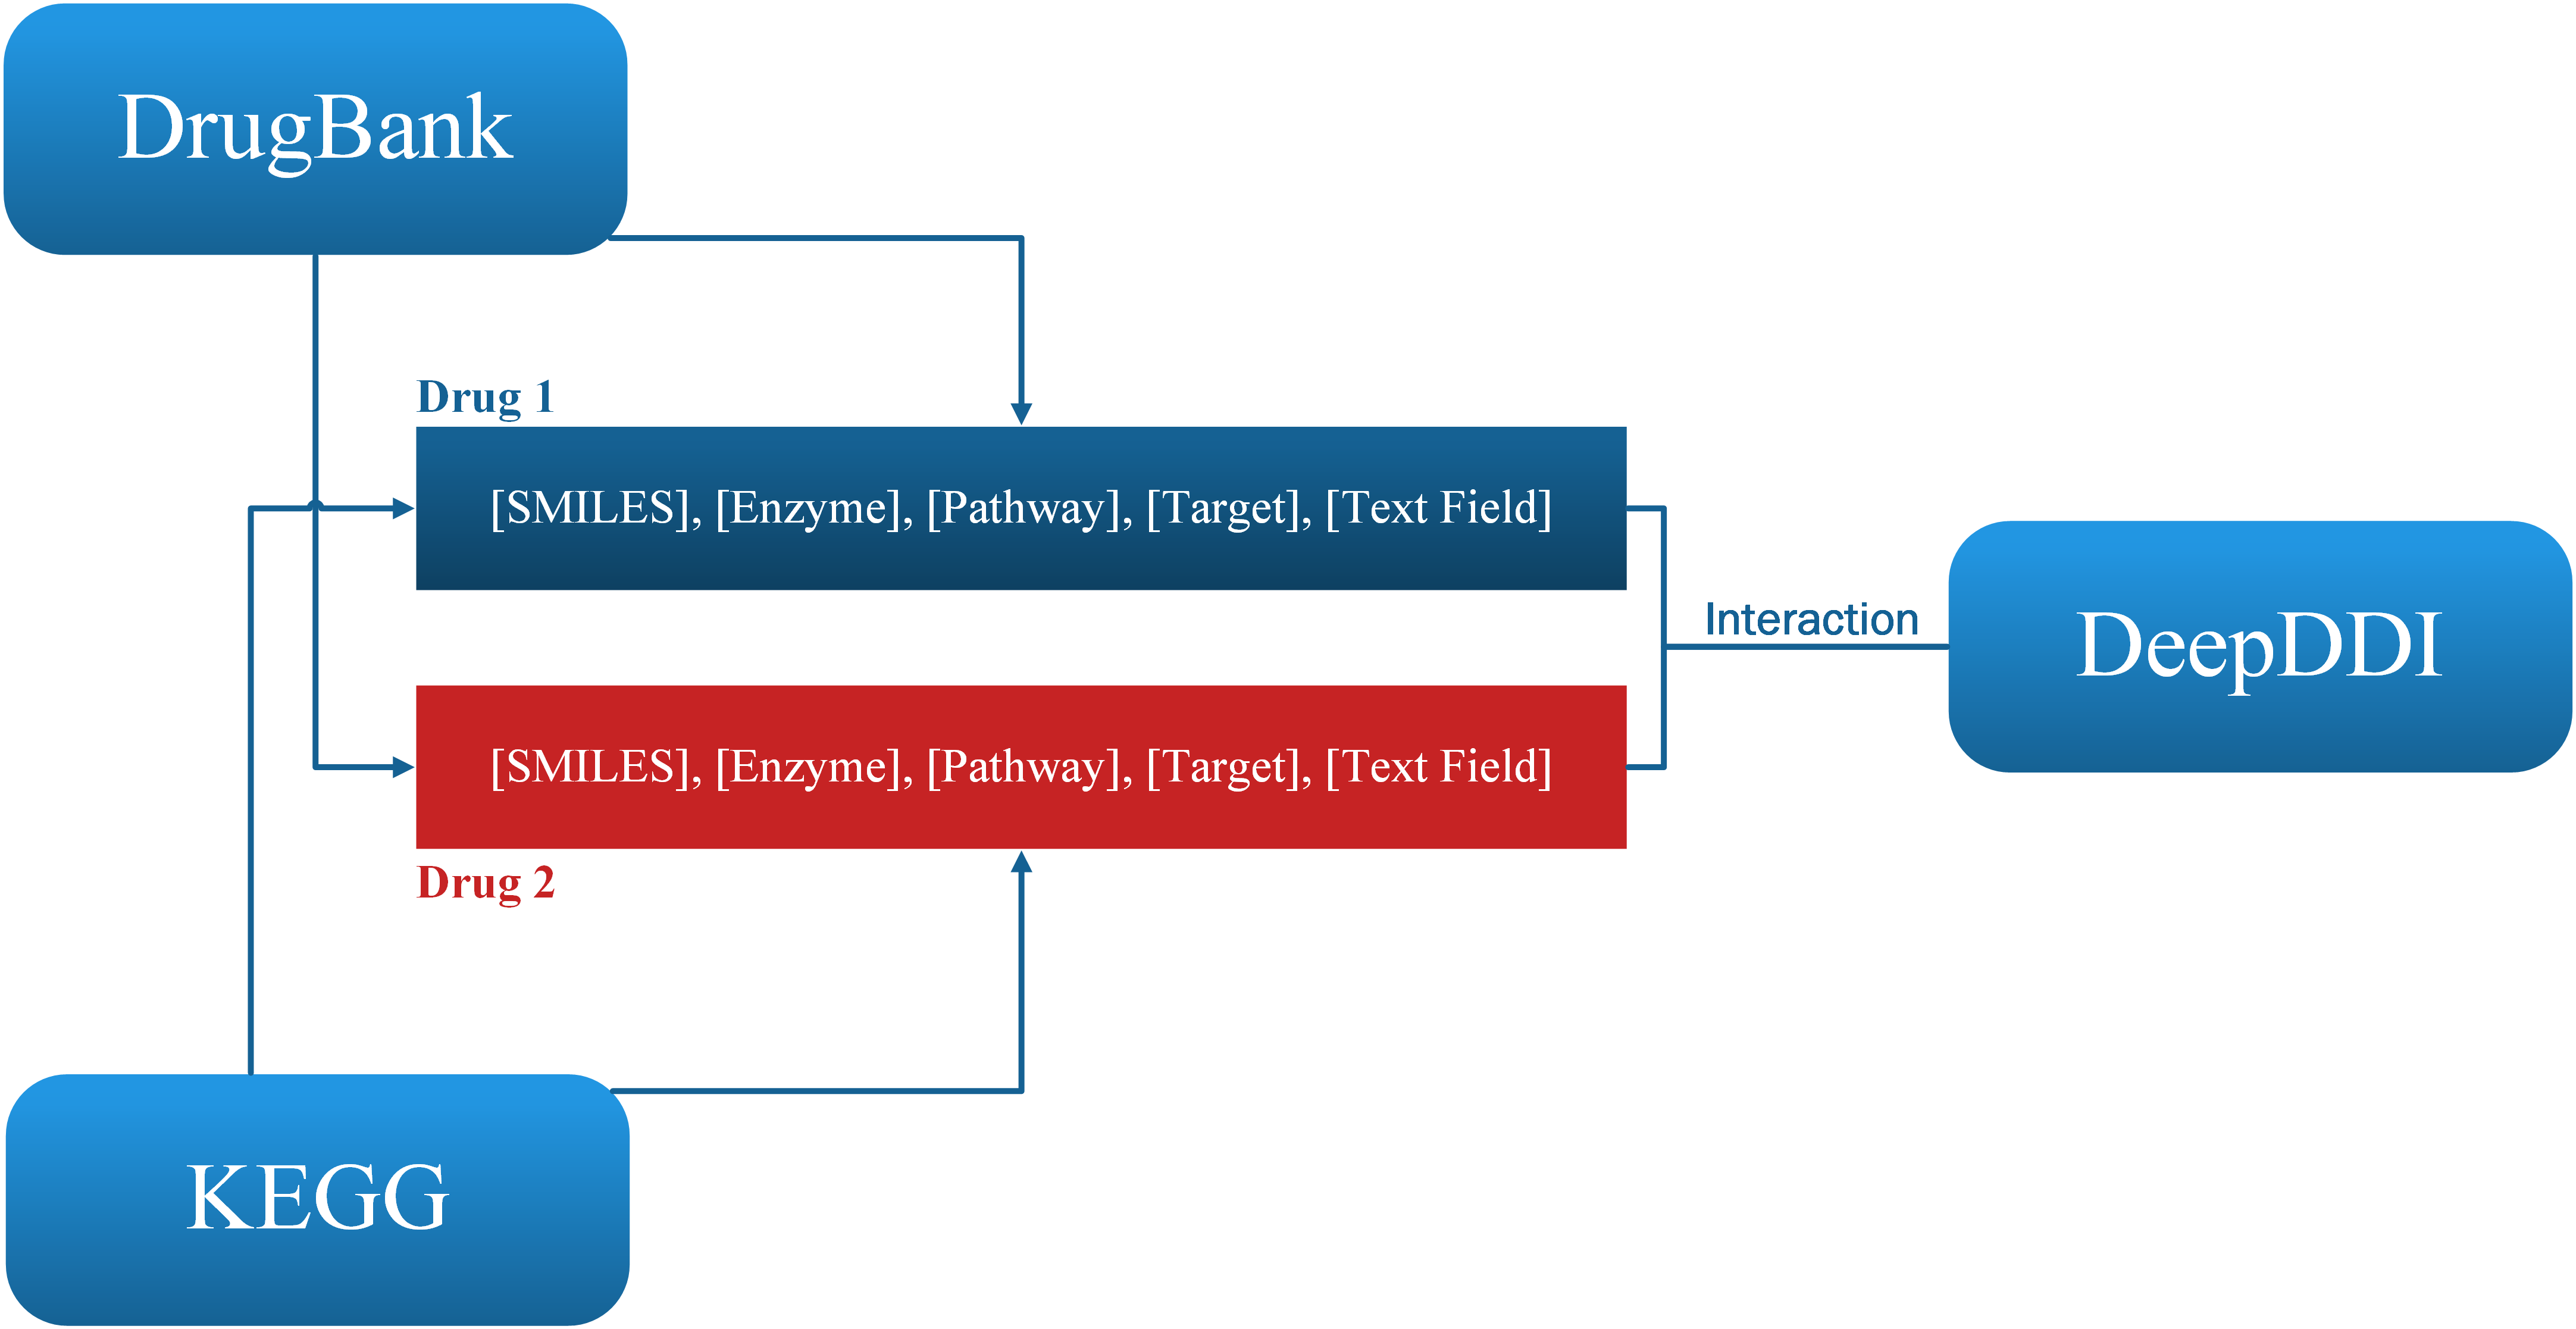 DrugBank
Drug 1
[SMILES], [Enzyme], [Pathway], [Target], [Text Field]
Interaction
DeepDDI
[SMILES], [Enzyme], [Pathway], [Target], [Text Field]
Drug 2
KEGG